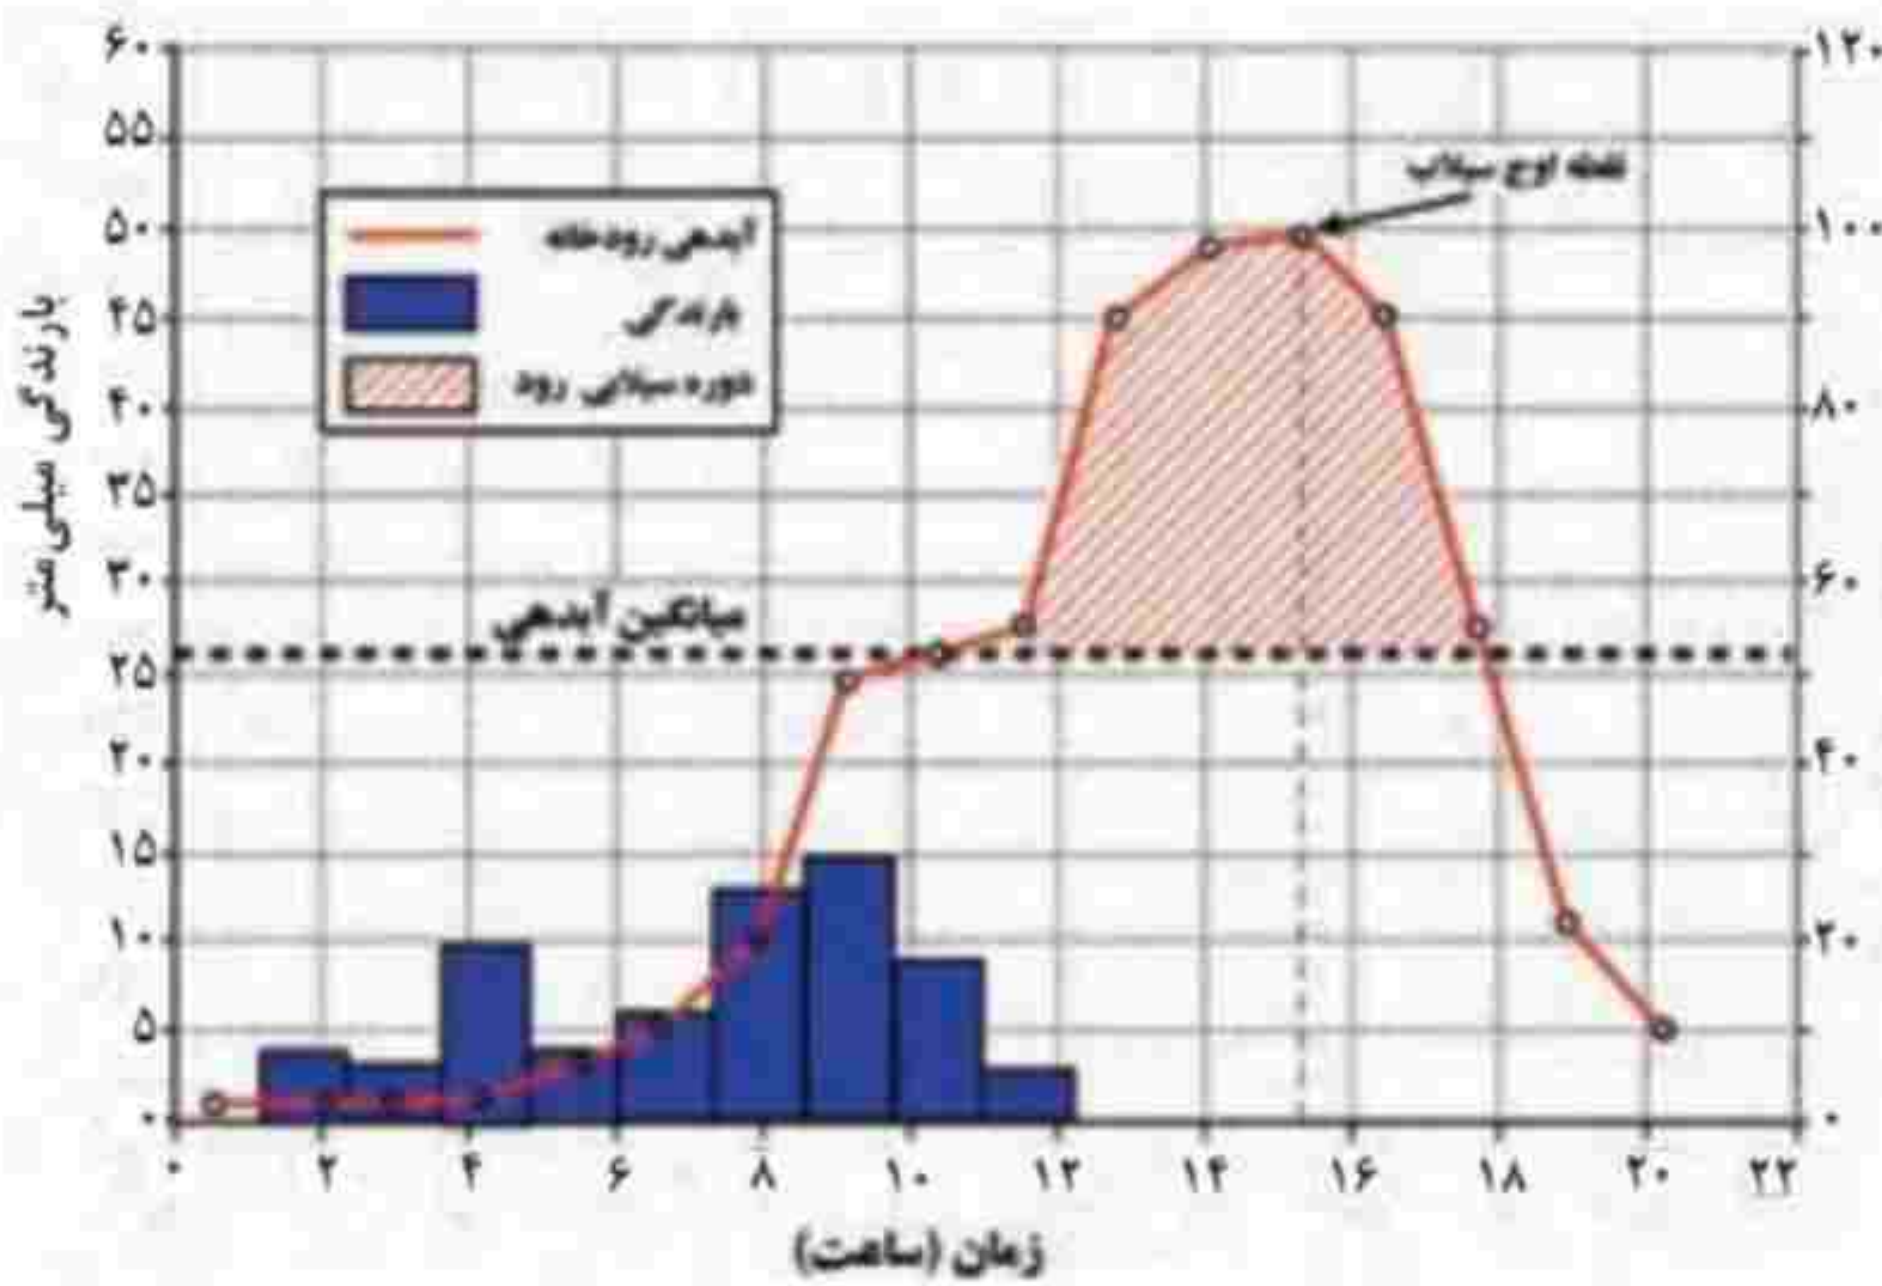 بارندگی میلی‌متر
۶۰
۵۵
۵۰
۴۵
۴۰
۳۵
۳۰
۲۵
۲۰
۱۵
۱۰
۵
۰
آبدهی رودخانه
بارندگی
دوره سیلابی رود
نقطه اوج سیلاب
میانگین آبدهی
۱۲۰
۱۰۰
۸۰
۶۰
۴۰
۲۰
۰
۰ ۲ ۴ ۶ ۸ ۱۰ ۱۲ ۱۴ ۱۶ ۱۸ ۲۰ ۲۲
زمان (ساعت)